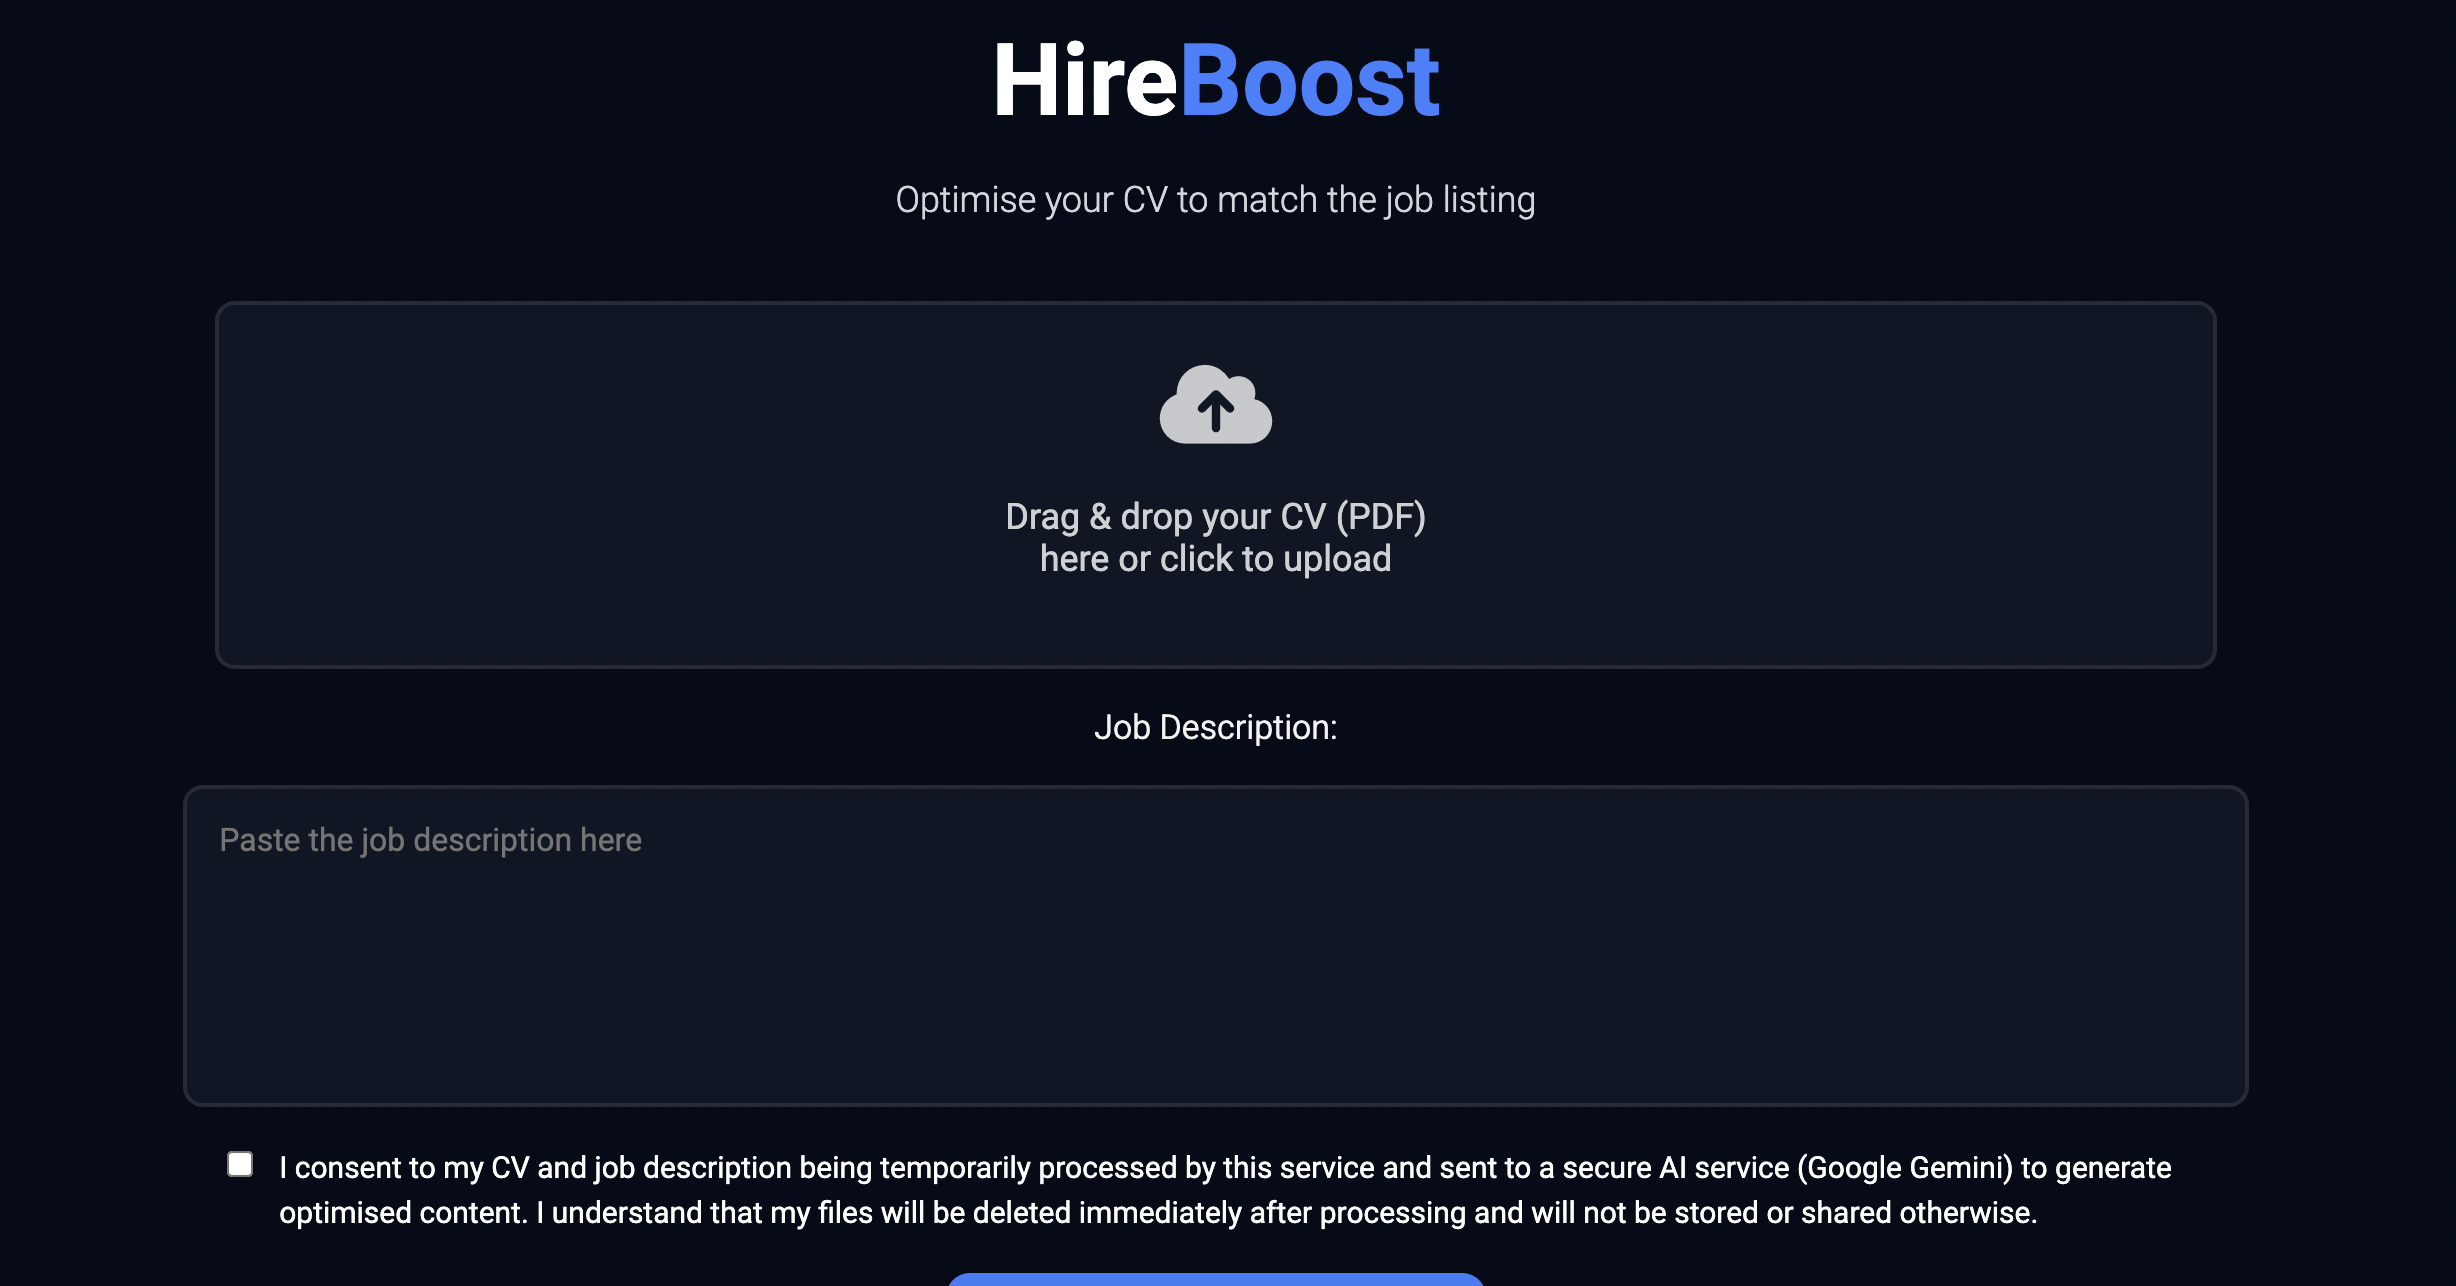 HireBoost
Optimise your CV to match the job listing
Drag & drop your CV (PDF)
here or click to upload
Job Description:
Paste the job description here
I consent to my CV and job description being temporarily processed by this service and sent to a secure AI service (Google Gemini) to generate
optimised content. I understand that my files will be deleted immediately after processing and will not be stored or shared otherwise.